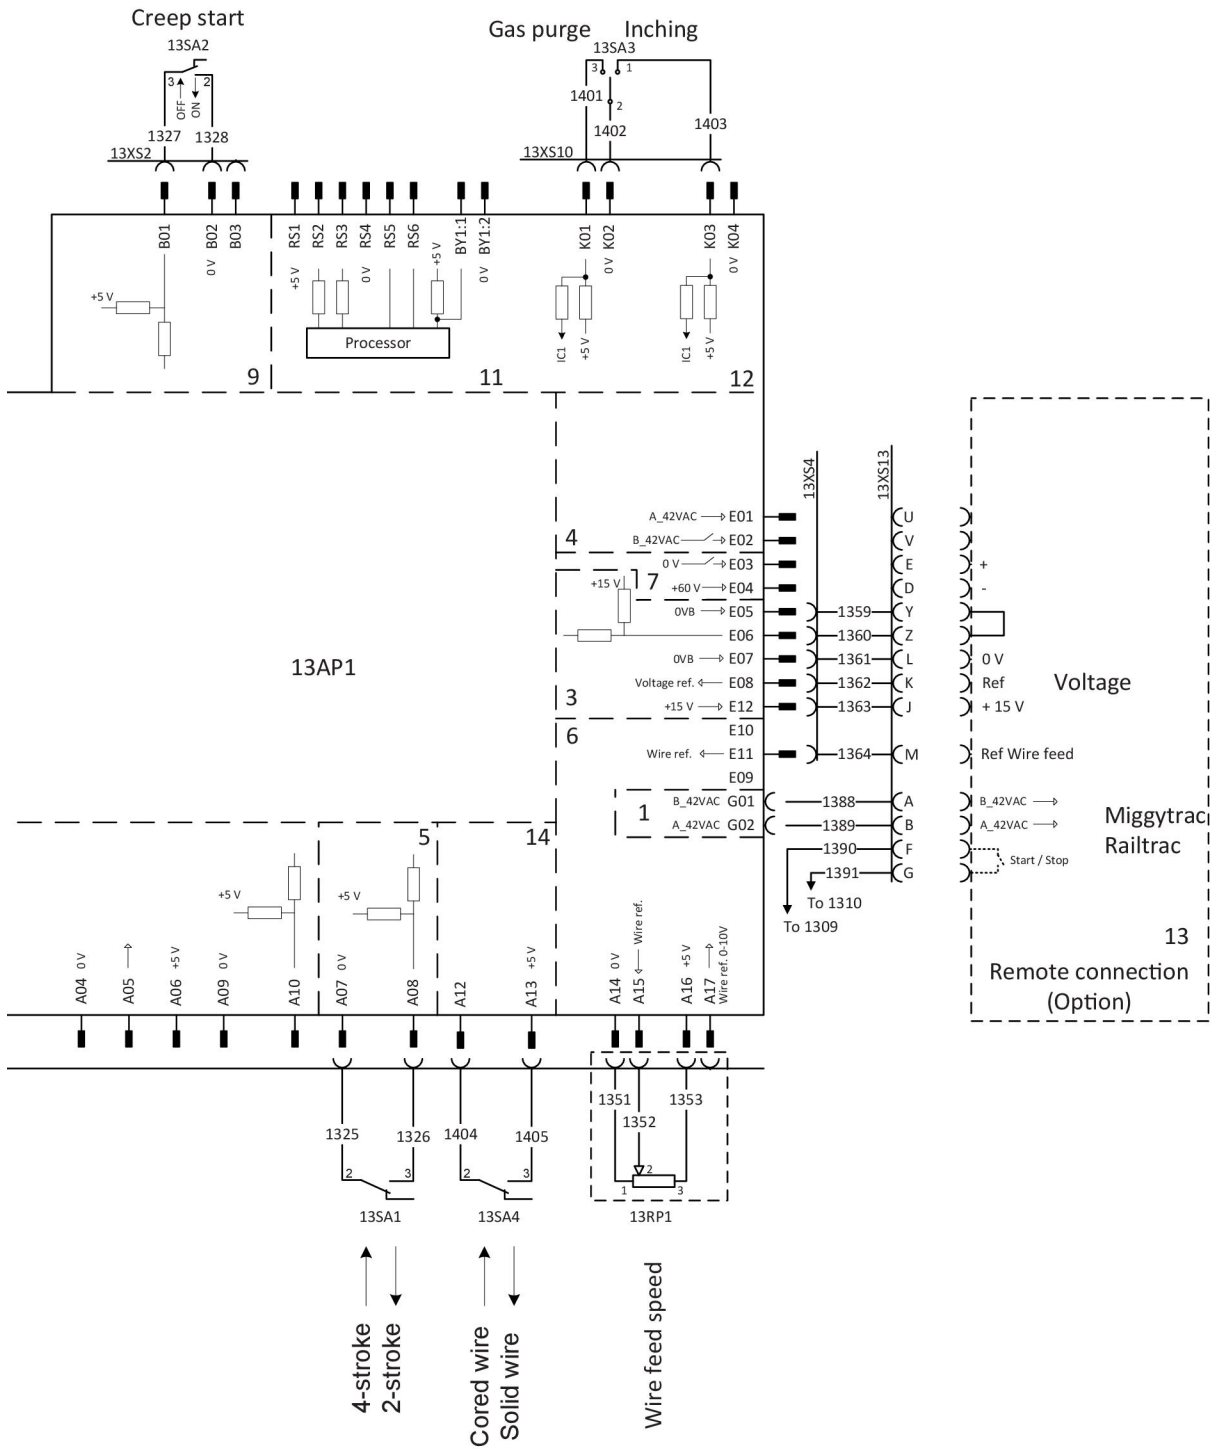 Creep start
Gas purge
Inching
13SA2
13SA3
3
2
OFF
ON
3
1
2
1401
1402
1403
1327
1328
13XS2
13XS10
B01
B02
B03
0 V
RS1
RS2
RS3
RS4
RS5
RS6
BY1:1
BY1:2
+5 V
0 V
+5 V
0 V
K01
K02
0 V
K03
K04
0 V
+5 V
Processor
IC1
+5 V
IC1
+5 V
9
11
12
13XS4
13XS13
A_42VAC
E01
U
4
B_42VAC
E02
V
0 V
E03
E
+
7
+15 V
+60 V
E04
D
-
0VB
E05
1359
Y
E06
1360
Z
13AP1
0VB
E07
1361
L
0 V
Voltage ref.
E08
1362
K
Ref
Voltage
3
+15 V
E12
1363
J
+ 15 V
6
E10
Wire ref.
E11
1364
M
Ref Wire feed
E09
1
B_42VAC
G01
1388
A
B_42VAC
A_42VAC
G02
1389
B
A_42VAC
Miggytrac
Railtrac
5
14
1390
F
Start / Stop
1391
G
To 1310
To 1309
+5 V
+5 V
13
Remote connection
(Option)
A04
0 V
A05
A06
+5 V
A09
0 V
A10
A07
0 V
A08
A12
A13
+5 V
A14
0 V
A15
Wire ref.
A16
+5 V
A17
Wire ref. 0-10V
1325
1326
1404
1405
1351
1352
1353
2
3
2
3
2
1
3
13SA1
13SA4
13RP1
4-stroke
2-stroke
Cored wire
Solid wire
Wire feed speed